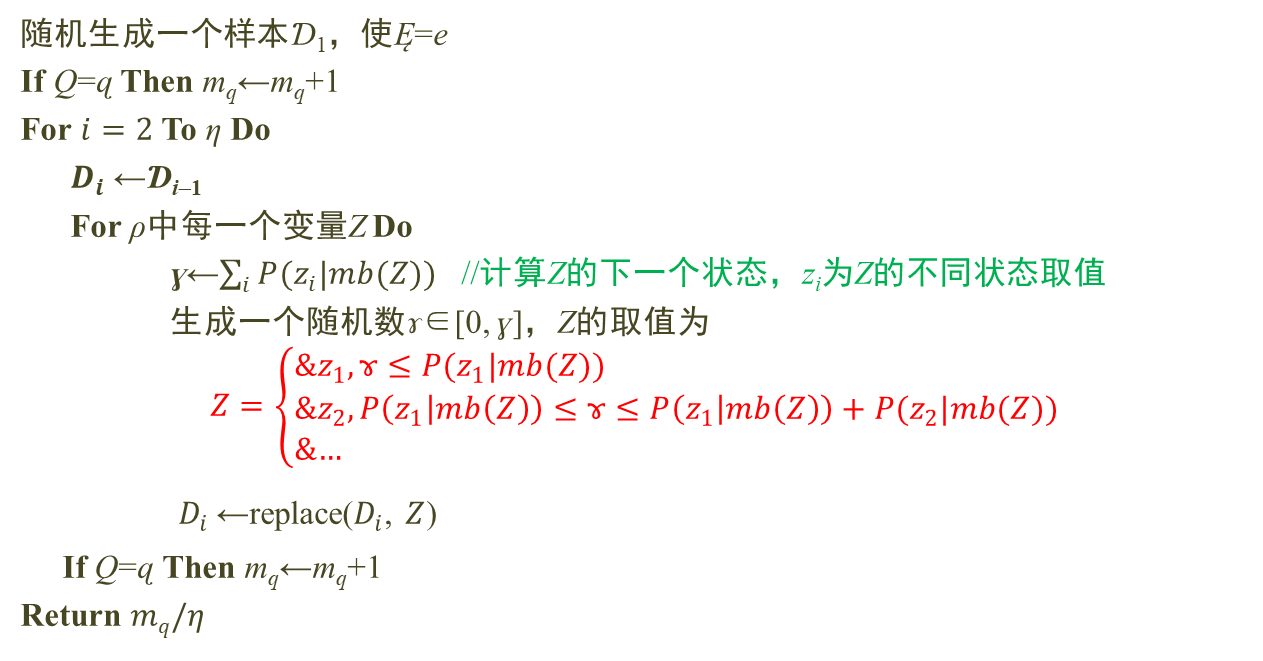 随机生成一个样本𝒟1，使Ę=e
If Q=q Then mq←mq+1
For i = 2 To η Do
Di ←𝒟i–1
For ρ中每一个变量Z Do
ɣ←∑i P(zi|mb(Z)) //计算Z的下一个状态，zi为Z的不同状态取值
生成一个随机数ɤ∈[0, ɣ]，Z的取值为
Z = {
&z1, ɤ ≤ P(z1|mb(Z))
&z2, P(z1|mb(Z)) ≤ ɤ ≤ P(z1|mb(Z)) + P(z2|mb(Z))
&…
Di ←replace(Di, Z)
If Q=q Then mq←mq+1
Return mq/η